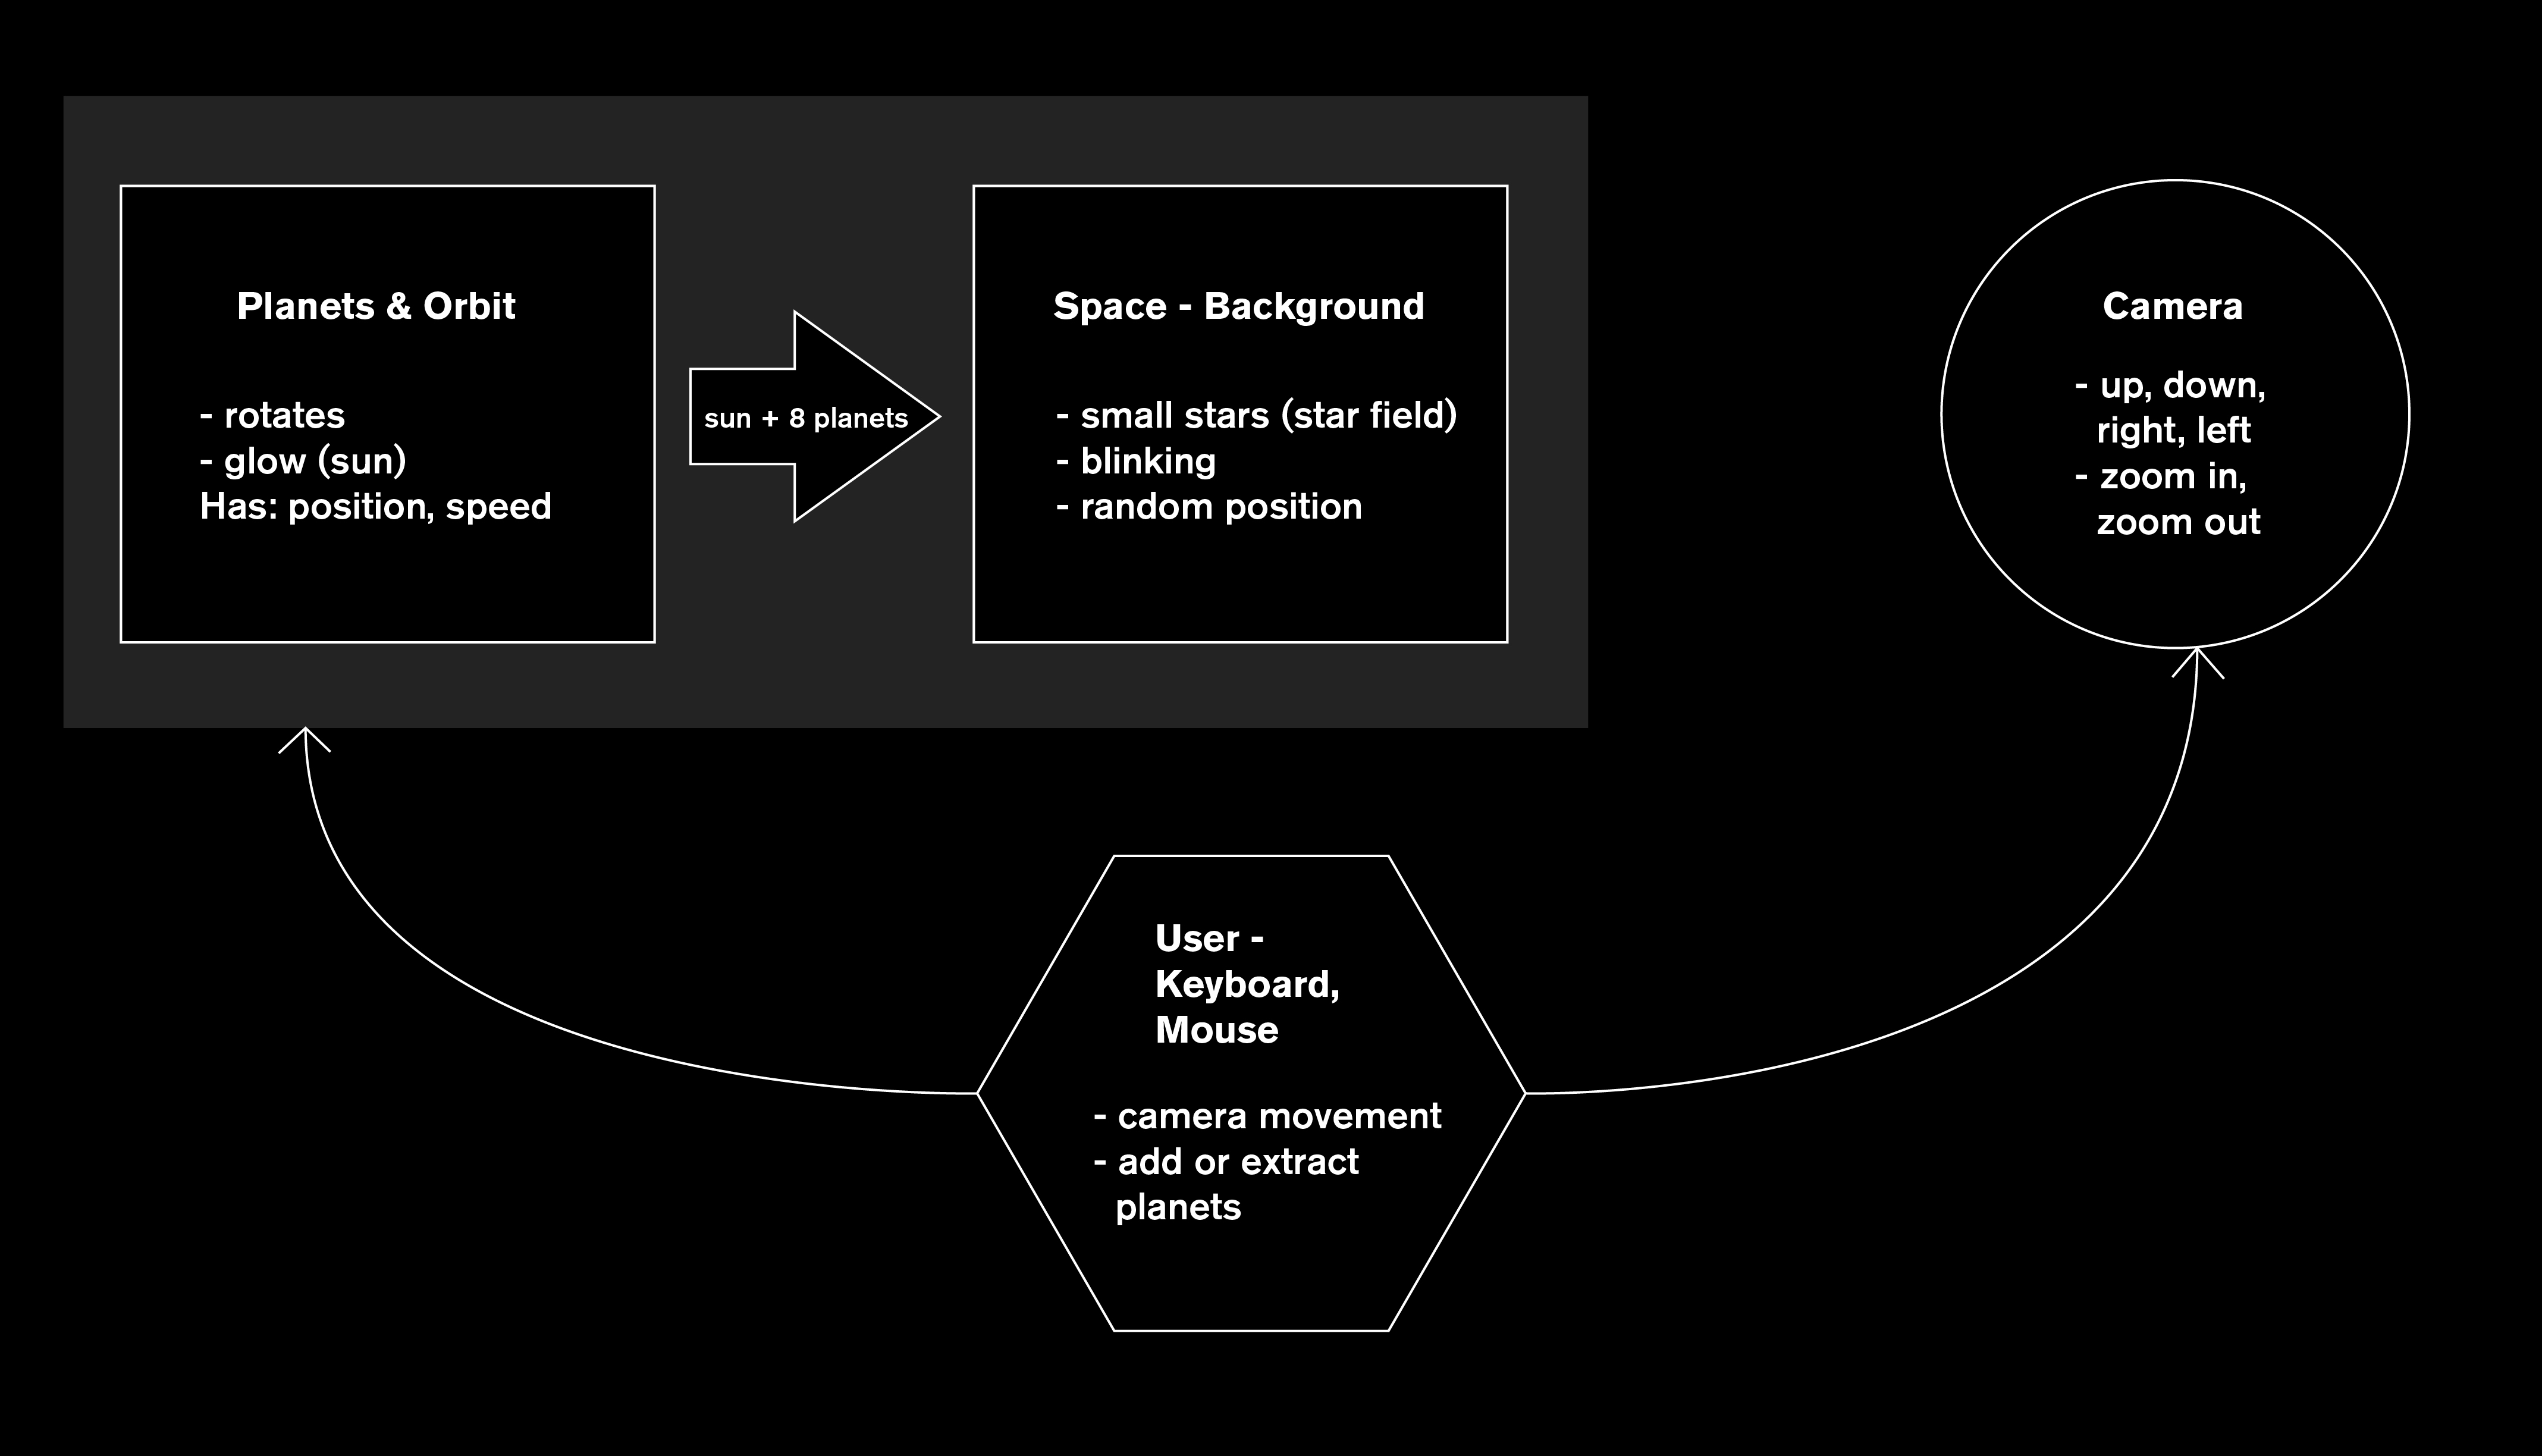 Planets & Orbit
- rotates
- glow (sun)
Has: position, speed
sun + 8 planets
Space - Background
- small stars (star field)
- blinking
- random position
Camera
- up, down,
right, left
- zoom in,
zoom out
User -
Keyboard,
Mouse
- camera movement
- add or extract
planets